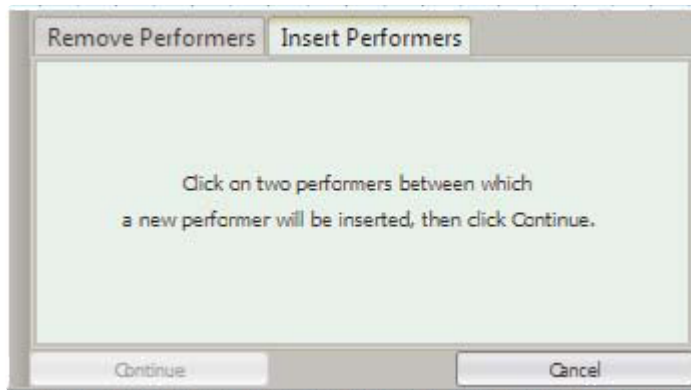 Remove Performers Insert Performers
Click on two performers between which
a new performer will be inserted, then click Continue.
Continue Cancel